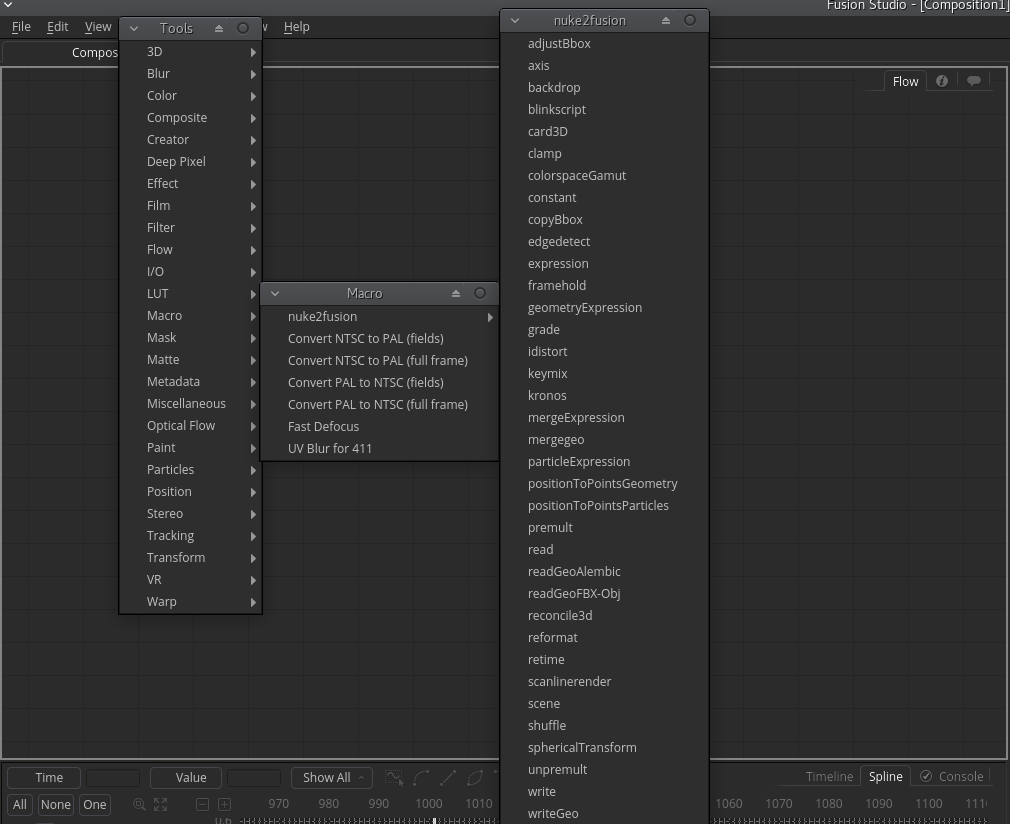 Fusion Studio - [Composition1]
File Edit View
Help
Compos
Tools
3D
Blur
Color
Composite
Creator
Deep Pixel
Effect
Film
Filter
Flow
I/O
LUT
Macro
Mask
Matte
Metadata
Miscellaneous
Optical Flow
Paint
Particles
Position
Stereo
Tracking
Transform
VR
Warp
Macro
nuke2fusion
Convert NTSC to PAL (fields)
Convert NTSC to PAL (full frame)
Convert PAL to NTSC (fields)
Convert PAL to NTSC (full frame)
Fast Defocus
UV Blur for 411
nuke2fusion
adjustBbox
axis
backdrop
blinkscript
card3D
clamp
colorspaceGamut
constant
copyBbox
edgedetect
expression
framehold
geometryExpression
grade
idistort
keymix
kronos
mergeExpression
mergegeo
particleExpression
positionToPointsGeometry
positionToPointsParticles
premult
read
readGeoAlembic
readGeoFBX-Obj
reconcile3d
reformat
retime
scanlinerender
scene
shuffle
sphericalTransform
unpremult
write
writeGeo
Flow
Time Value Show All
Timeline Spline Console
All None One
970 980 990 1000 1010 1060 1070 1080 1090 1100